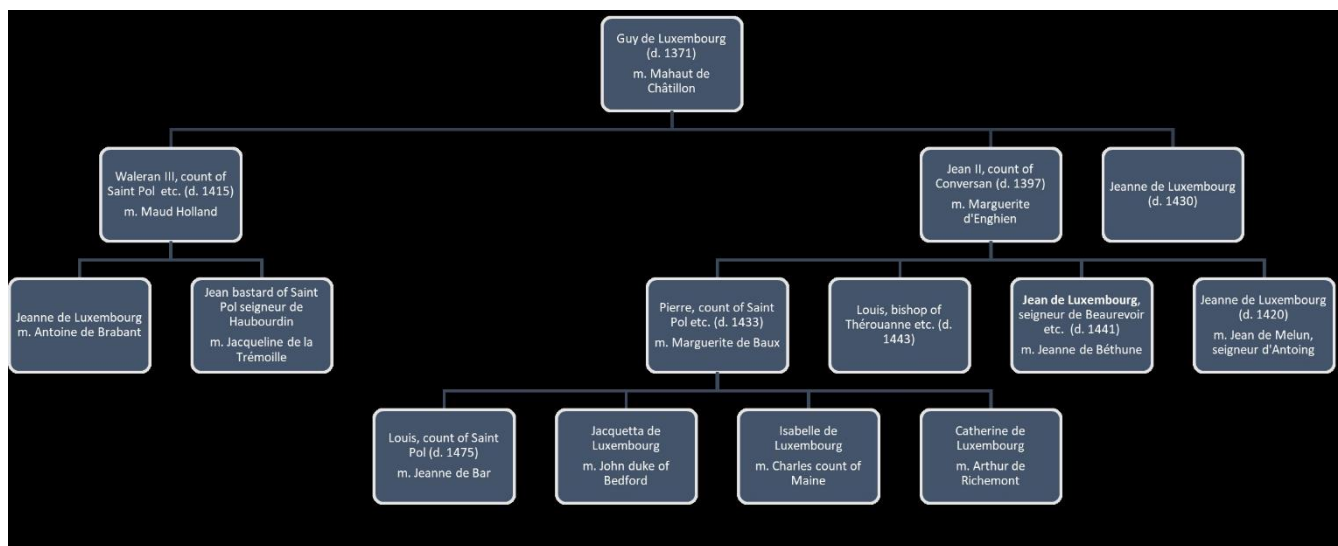 Guy de Luxembourg
(d. 1371)
m. Mahaut de
Châtillon
Waleran III, count of
Saint Pol etc. (d. 1415)
m. Maud Holland
Jean II, count of
Conversan (d. 1397)
m. Marguerite
d'Enghien
Jeanne de Luxembourg
(d. 1430)
Jeanne de Luxembourg
m. Antoine de Brabant
Jean bastard of Saint
Pol seigneur de
Haubourdin
m. Jacqueline de la
Trémoille
Pierre, count of Saint
Pol etc. (d. 1433)
m. Marguerite de Baux
Louis, bishop of
Thérouanne etc. (d.
1443)
Jean de Luxembourg,
seigneur de Beaurevoir
etc. (d. 1441)
m. Jeanne de Béthune
Jeanne de Luxembourg
(d. 1420)
m. Jean de Melun,
seigneur d'Antoing
Louis, count of Saint
Pol (d. 1475)
m. Jeanne de Bar
Jacquetta de
Luxembourg
m. John duke of
Bedford
Isabelle de
Luxembourg
m. Charles count of
Maine
Catherine de
Luxembourg
m. Arthur de
Richemont